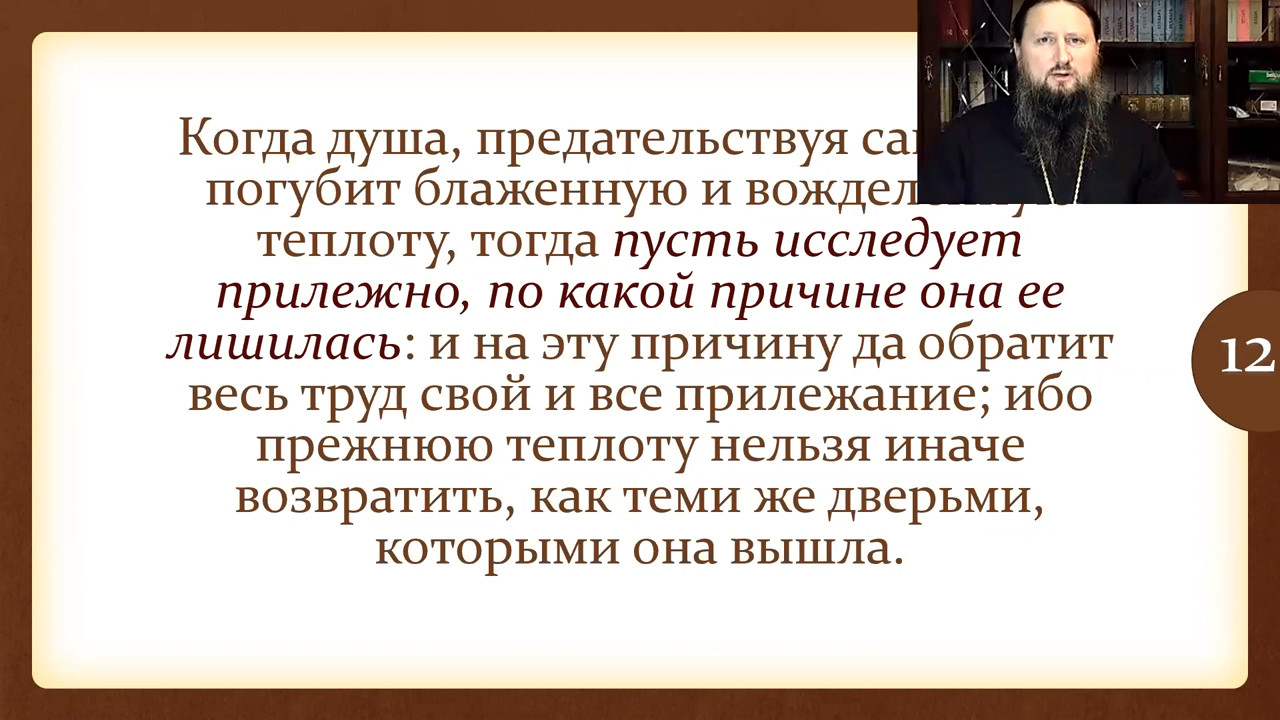 Когда душа, предательствуя
погубит блаженную и
теплоту, тогда пусть исследует
прилежно, по какой причине она ее
лишилась: и на эту причину да обратит
весь труд свой и все прилежание; ибо
прежнюю теплоту нельзя иначе
возвратить, как теми же дверьми,
которыми она вышла.
12